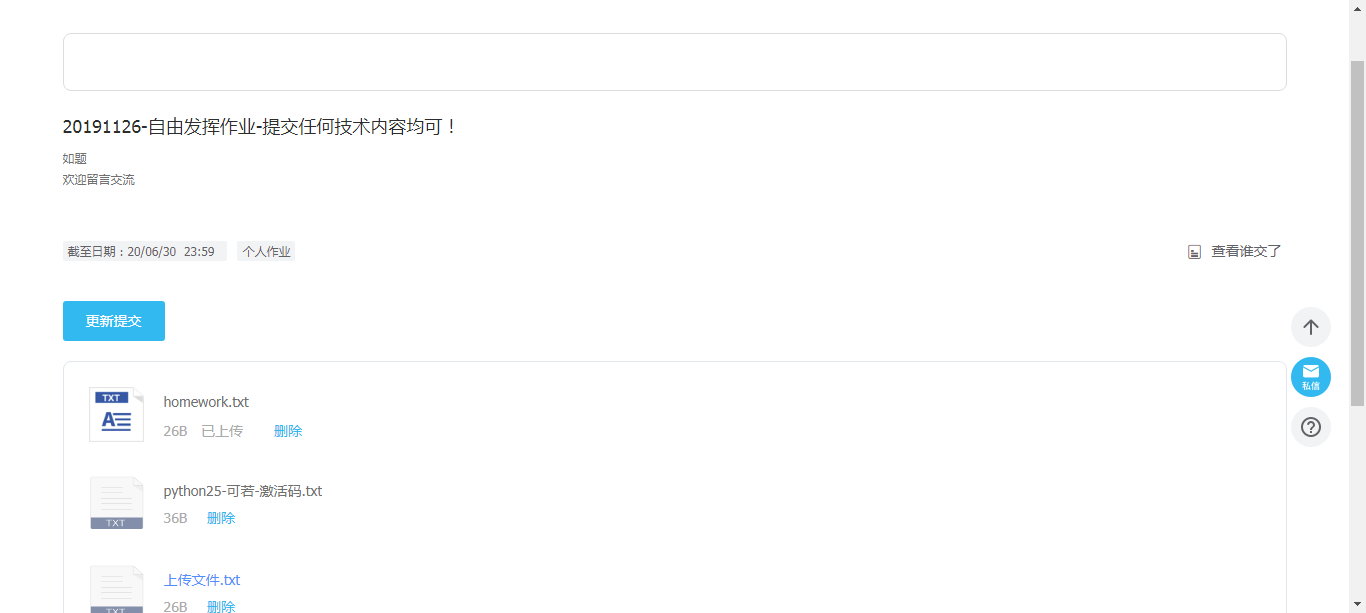 20191126-自由发挥作业-提交任何技术内容均可！
如题
欢迎留言交流
截至日期：20/06/30 23:59 个人作业
查看谁交了
更新提交
私信
TXT
homework.txt
26B 已上传 删除
python25-可若-激活码.txt
TXT
36B 删除
上传文件.txt
TXT
26B 删除